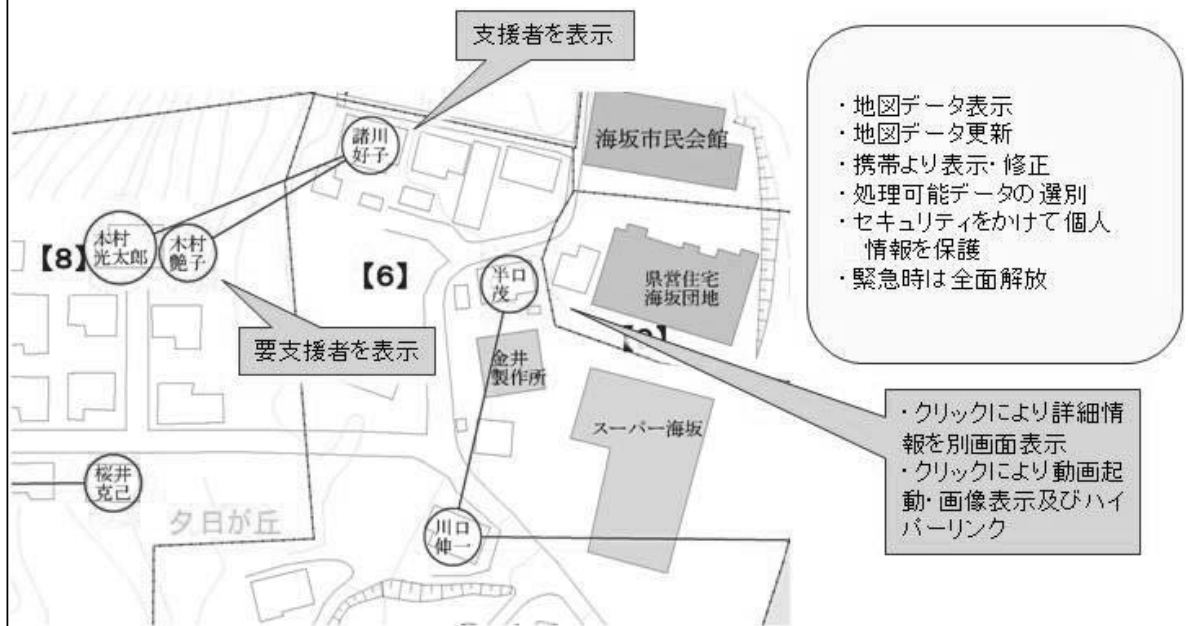 支援者を表示
・地図データ表示
・地図データ更新
・携帯より表示・修正
・処理可能データの選別
・セキュリティをかけて個人
情報を保護
・緊急時は全面解放
諸川
好子
海坂市民会館
【8】
木村
光太郎
木村
艶子
【6】
平口
茂
県営住宅
海坂団地
要支援者を表示
金井
製作所
スーパー海坂
・クリックにより詳細情
報を別画面表示
・クリックにより動画起
動・画像表示及びハイ
パーリンク
桜井
克己
夕日が丘
川口
伸一